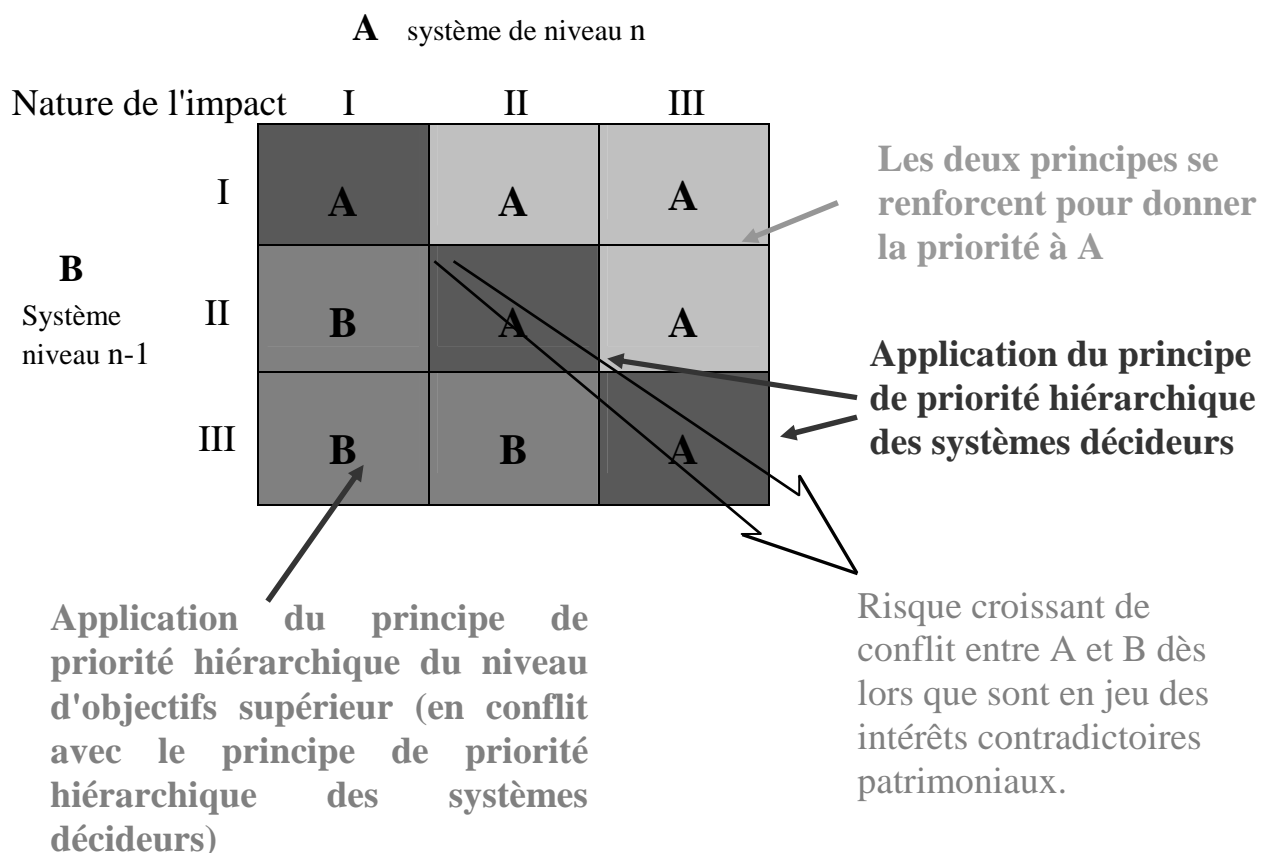 A système de niveau n
Nature de l'impact I II III
I A A A
Les deux principes se
renforcent pour donner
la priorité à A
B
Système
niveau n-1
II B A A
Application du principe
de priorité hiérarchique
des systèmes décideurs
III B B A
Application du principe de
priorité hiérarchique du niveau
d'objectifs supérieur (en conflit
avec le principe de priorité
hiérarchique des systèmes
décideurs)
Risque croissant de
conflit entre A et B dès
lors que sont en jeu des
intérêts contradictoires
patrimoniaux.